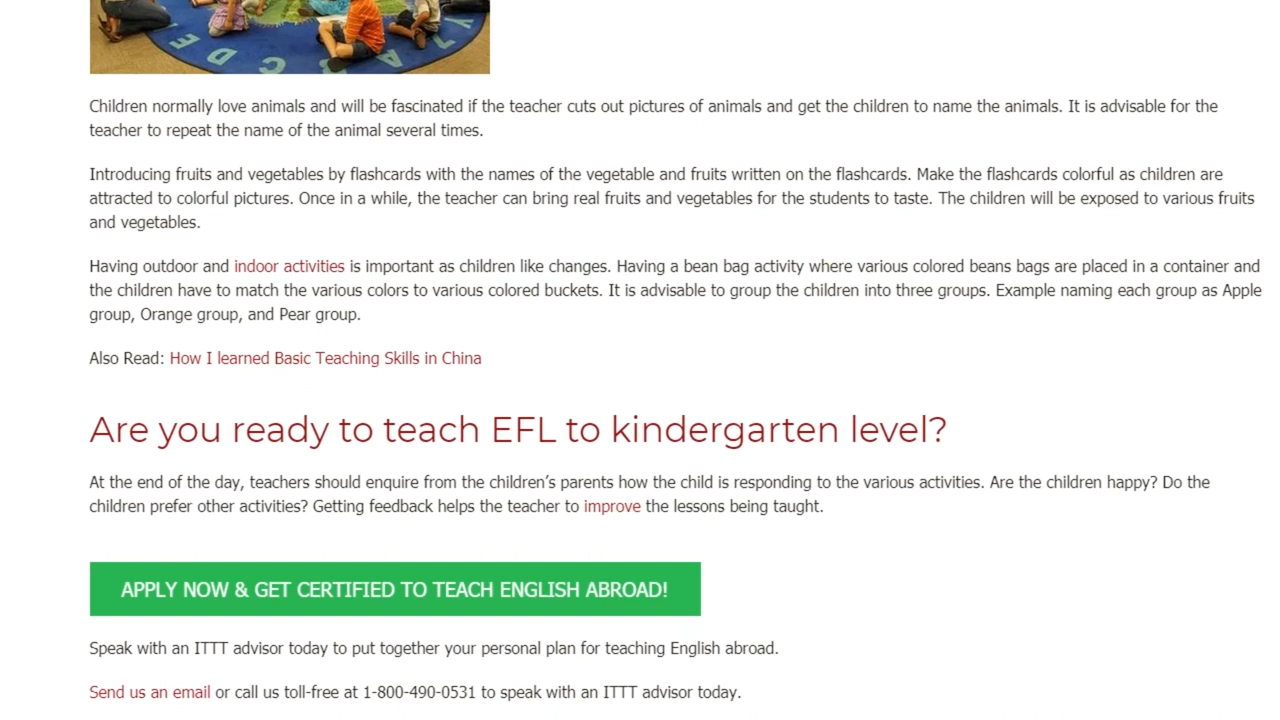 Children normally love animals and will be fascinated if the teacher cuts out pictures of animals and get the children to name the animals. It is advisable for the
teacher to repeat the name of the animal several times.
Introducing fruits and vegetables by flashcards with the names of the vegetable and fruits written on the flashcards. Make the flashcards colorful as children are
attracted to colorful pictures. Once in a while, the teacher can bring real fruits and vegetables for the students to taste. The children will be exposed to various fruits
and vegetables.
Having outdoor and indoor activities is important as children like changes. Having a bean bag activity where various colored beans bags are placed in a container and
the children have to match the various colors to various colored buckets. It is advisable to group the children into three groups. Example naming each group as Apple
group, Orange group, and Pear group.
Also Read: How I learned Basic Teaching Skills in China
Are you ready to teach EFL to kindergarten level?
At the end of the day, teachers should enquire from the children's parents how the child is responding to the various activities. Are the children happy? Do the
children prefer other activities? Getting feedback helps the teacher to improve the lessons being taught.
APPLY NOW & GET CERTIFIED TO TEACH ENGLISH ABROAD!
Speak with an ITTT advisor today to put together your personal plan for teaching English abroad.
Send us an email or call us toll-free at 1-800-490-0531 to speak with an ITTT advisor today.